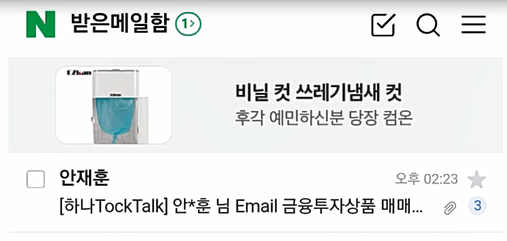 N 받은메일함 1>
EZlean
비닐 컷 쓰레기냄새 컷
후각 예민하신분 당장 컴온
안재훈 오후 02:23
[하나TockTalk] 안*훈 님 Email 금융투자상품 매매... 3